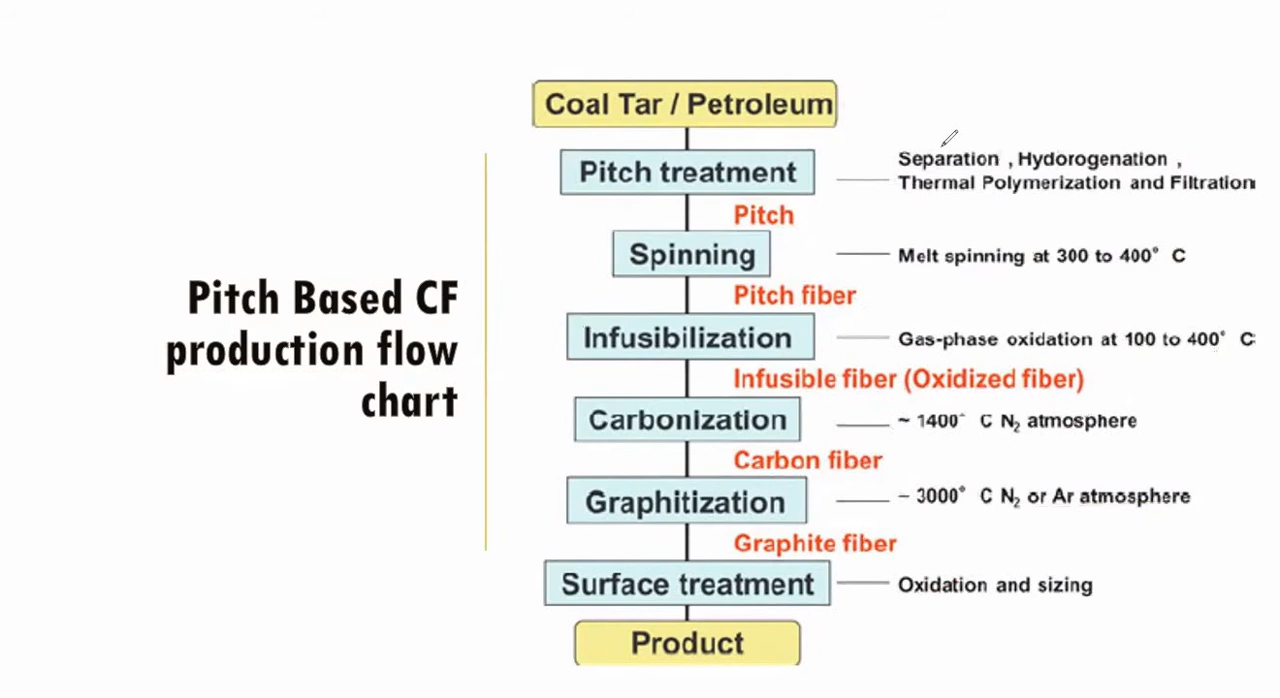 Pitch Based CF
production flow
chart
Coal Tar / Petroleum
Pitch treatment
Separation , Hydorogenation ,
Thermal Polymerization and Filtration
Pitch
Spinning
Melt spinning at 300 to 400° C
Pitch fiber
Infusibilization
Gas-phase oxidation at 100 to 400° C
Infusible fiber (Oxidized fiber)
Carbonization
~ 1400° C N₂ atmosphere
Carbon fiber
Graphitization
~ 3000° C N₂ or Ar atmosphere
Graphite fiber
Surface treatment
Oxidation and sizing
Product